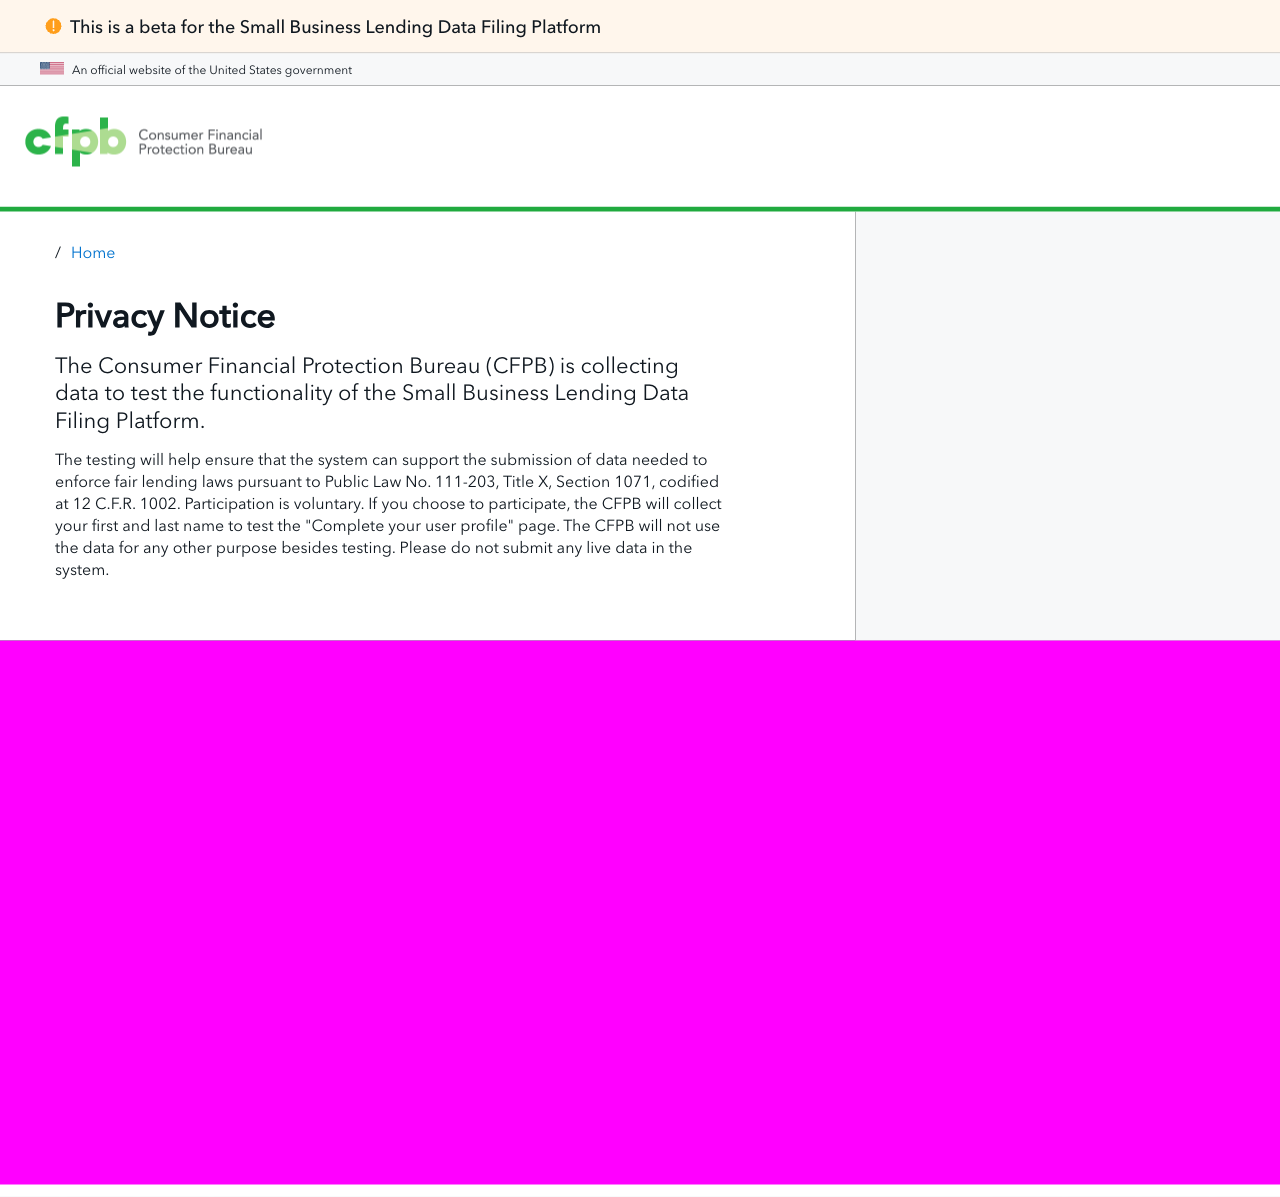 This is a beta for the Small Business Lending Data Filing Platform
An official website of the United States government
cfpb Consumer Financial
Protection Bureau
/ Home
Privacy Notice
The Consumer Financial Protection Bureau (CFPB) is collecting
data to test the functionality of the Small Business Lending Data
Filing Platform.
The testing will help ensure that the system can support the submission of data needed to
enforce fair lending laws pursuant to Public Law No. 111-203, Title X, Section 1071, codified
at 12 C.F.R. 1002. Participation is voluntary. If you choose to participate, the CFPB will collect
your first and last name to test the "Complete your user profile" page. The CFPB will not use
the data for any other purpose besides testing. Please do not submit any live data in the
system.